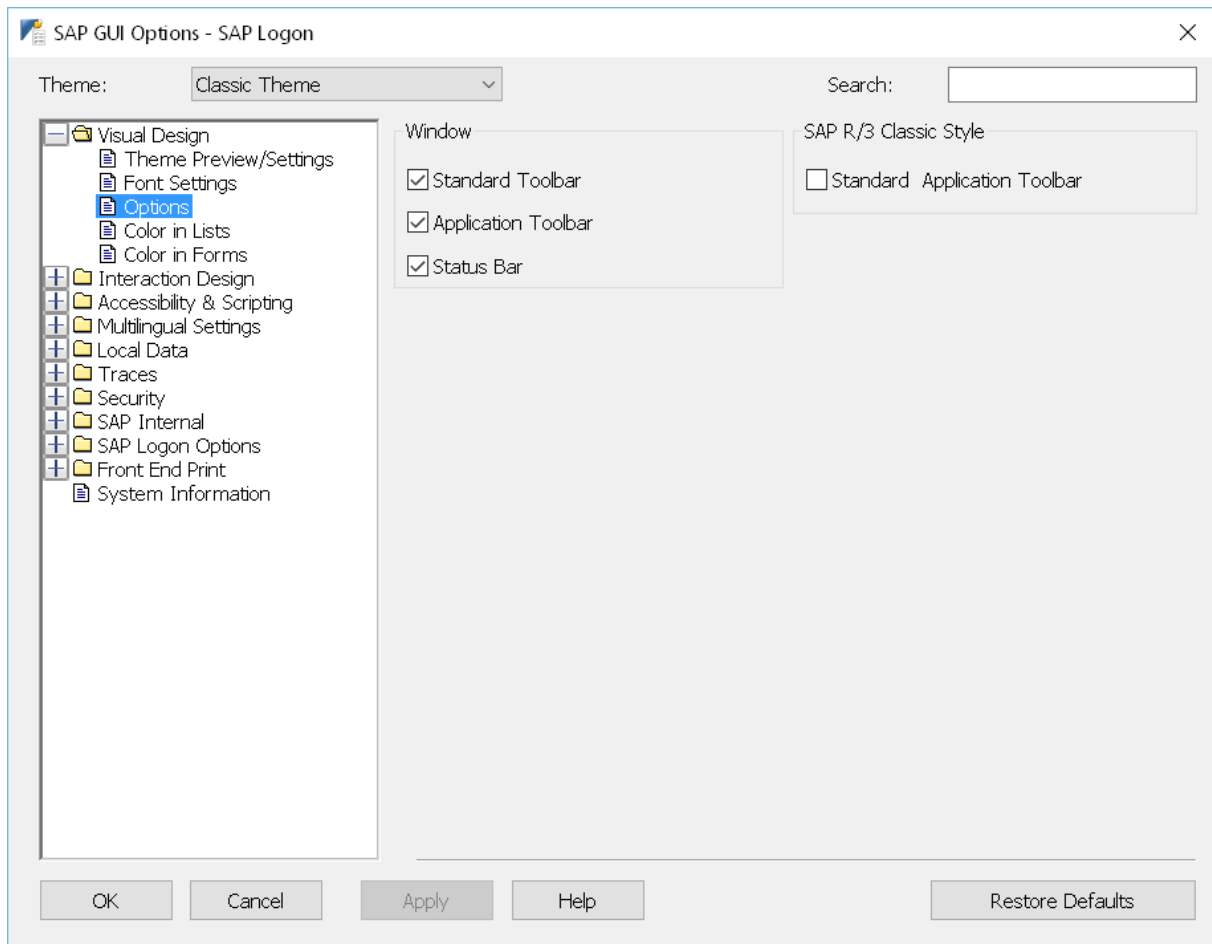 SAP GUI Options - SAP Logon
Theme: Classic Theme Search:
Visual Design
Theme Preview/Settings
Font Settings
Options
Color in Lists
Color in Forms
Interaction Design
Accessibility & Scripting
Multilingual Settings
Local Data
Traces
Security
SAP Internal
SAP Logon Options
Front End Print
System Information
Window
Standard Toolbar
Application Toolbar
Status Bar
SAP R/3 Classic Style
Standard Application Toolbar
OK Cancel Apply Help Restore Defaults